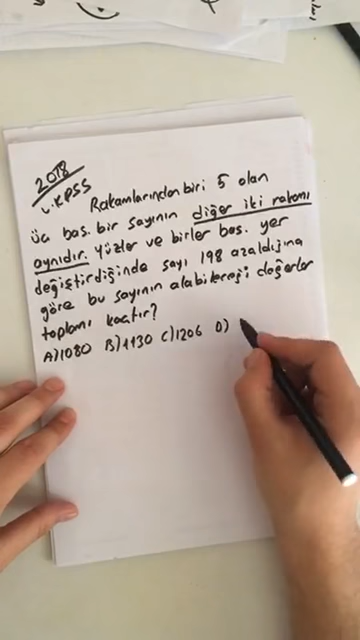 2018
KPSS
Rakamlarından biri 5 olan
üç bas. bir sayının diğer iki rakamı
aynıdır. Yüzler ve birler bas. yer
değiştirdiğinde sayı 198 azaldığına
göre bu sayının alabileceği değerler
toplamı kaçtır?
A)1080 B)1130 C)1206 D)